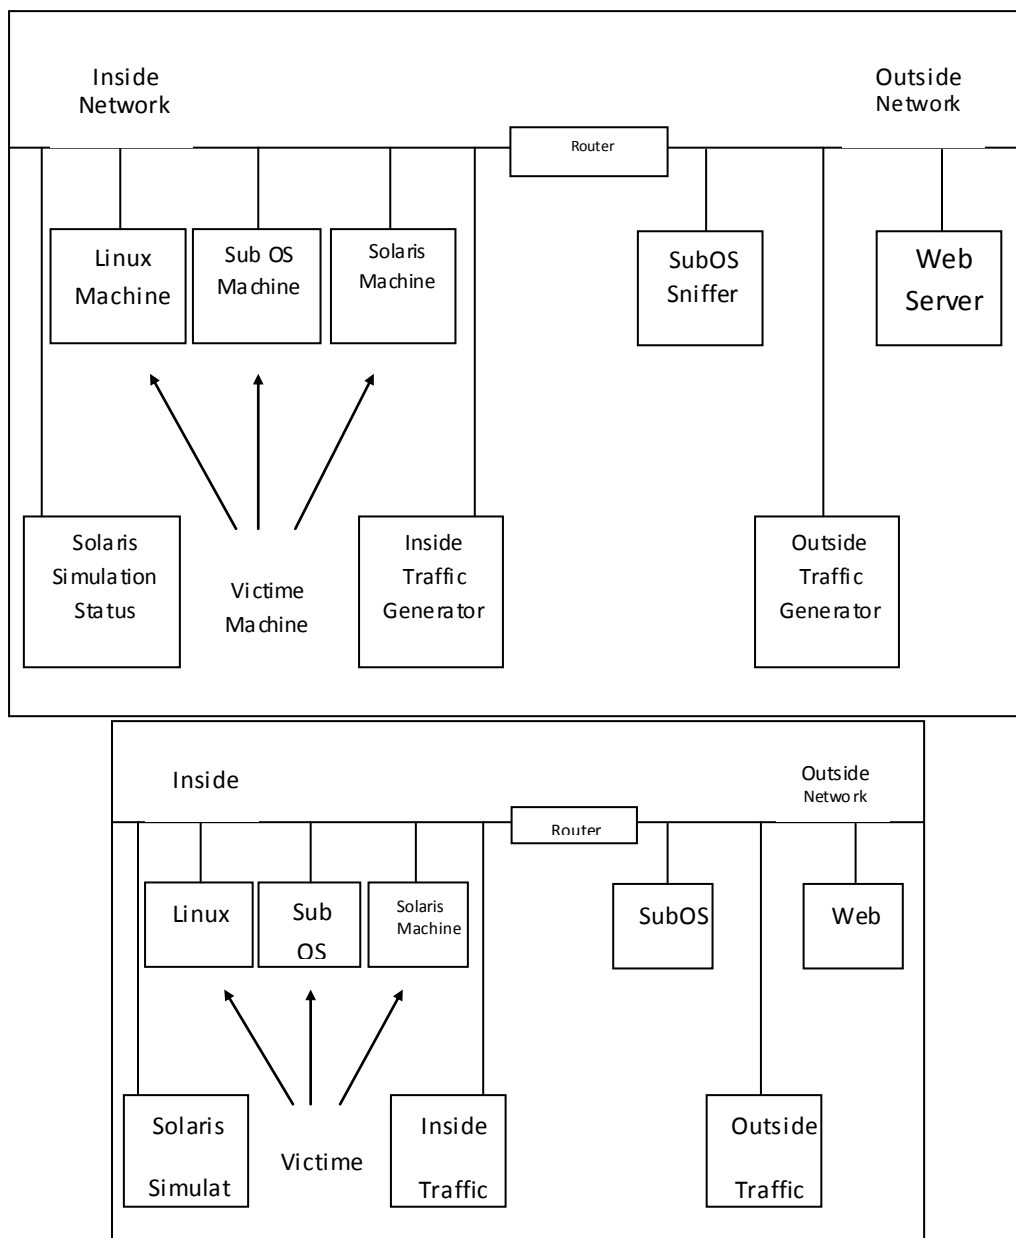 Inside
Network
Outside
Network
Router
Linux
Machine
Sub OS
Machine
Solaris
Machine
SubOS
Sniffer
Web
Server
Solaris
Simulation
Status
Victime
Machine
Inside
Traffic
Generator
Outside
Traffic
Generator
Inside
Outside
Network
Router
Linux
Sub
OS
Solaris
Machine
SubOS
Web
Solaris
Simulat
Victime
Inside
Traffic
Outside
Traffic